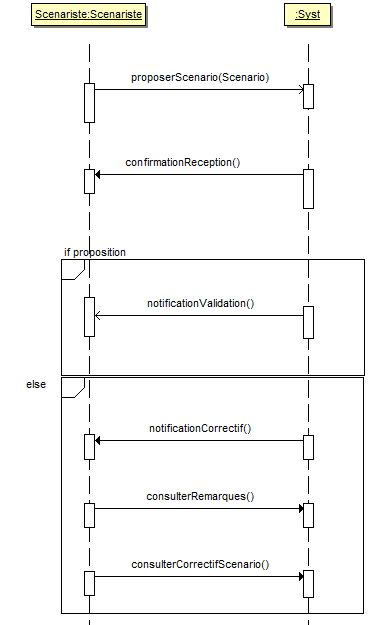 Scenariste:Scenariste
:Syst
proposerScenario(Scenario)
confirmationReception()
if proposition
notificationValidation()
else
notificationCorrectif()
consulterRemarques()
consulterCorrectifScenario()